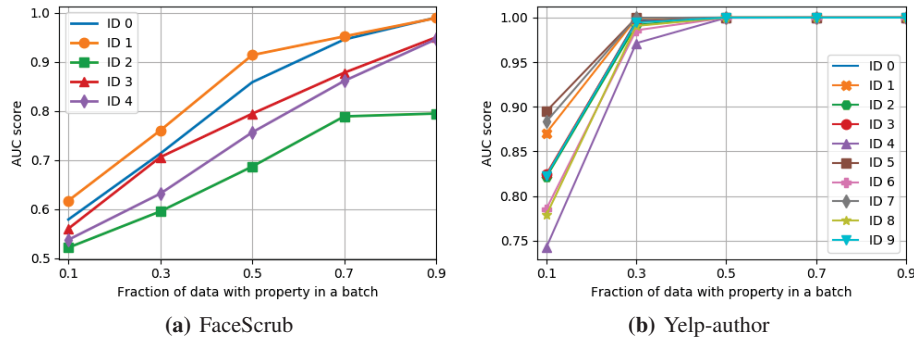 1.0
0.9
0.8
0.7
0.6
0.5
AUC score
ID 0
ID 1
ID 2
ID 3
ID 4
0.1 0.3 0.5 0.7 0.9
Fraction of data with property in a batch
(a) FaceScrub
1.00
0.95
0.90
0.85
0.80
0.75
AUC score
ID 0
ID 1
ID 2
ID 3
ID 4
ID 5
ID 6
ID 7
ID 8
ID 9
0.1 0.3 0.5 0.7 0.9
Fraction of data with property in a batch
(b) Yelp-author